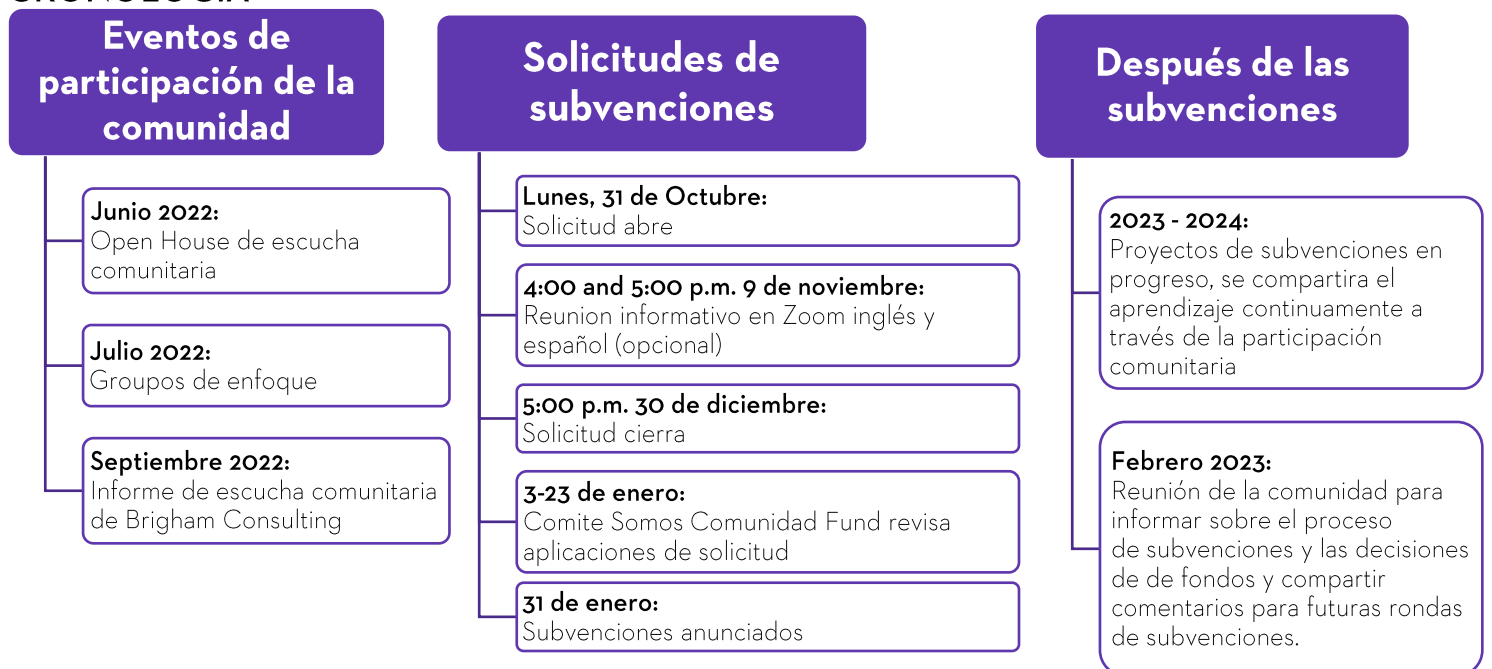 CRONOLOGÍA
Eventos de
participación de la
comunidad
Junio 2022:
Open House de escucha
comunitaria
Julio 2022:
Groupos de enfoque
Septiembre 2022:
Informe de escucha comunitaria
de Brigham Consulting
Solicitudes de
subvenciones
Lunes, 31 de Octubre:
Solicitud abre
4:00 and 5:00 p.m. 9 de noviembre:
Reunion informativo en Zoom inglés y
español (opcional)
5:00 p.m. 30 de diciembre:
Solicitud cierra
3-23 de enero:
Comite Somos Comunidad Fund revisa
aplicaciones de solicitud
31 de enero:
Subvenciones anunciados
Después de las
subvenciones
2023 - 2024:
Proyectos de subvenciones en
progreso, se compartira el
aprendizaje continuamente a
través de la participación
comunitaria
Febrero 2023:
Reunión de la comunidad para
informar sobre el proceso
de subvenciones y las decisiones
de de fondos y compartir
comentarios para futuras rondas
de subvenciones.